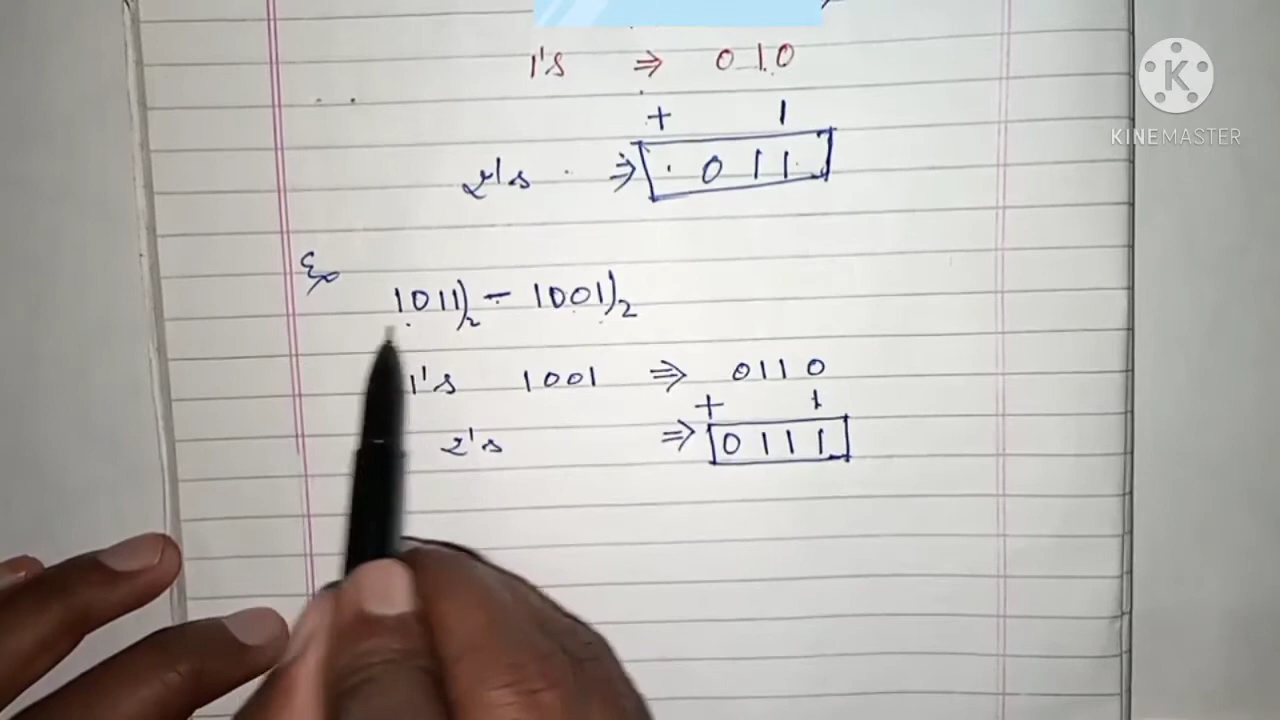 1's ⇒ 010
+ 1
2's ⇒ 011
Ex
1011)₂ - 1001)₂
1's 1001 ⇒ 0110
+ 1
2's ⇒ 0111
KINEMASTER